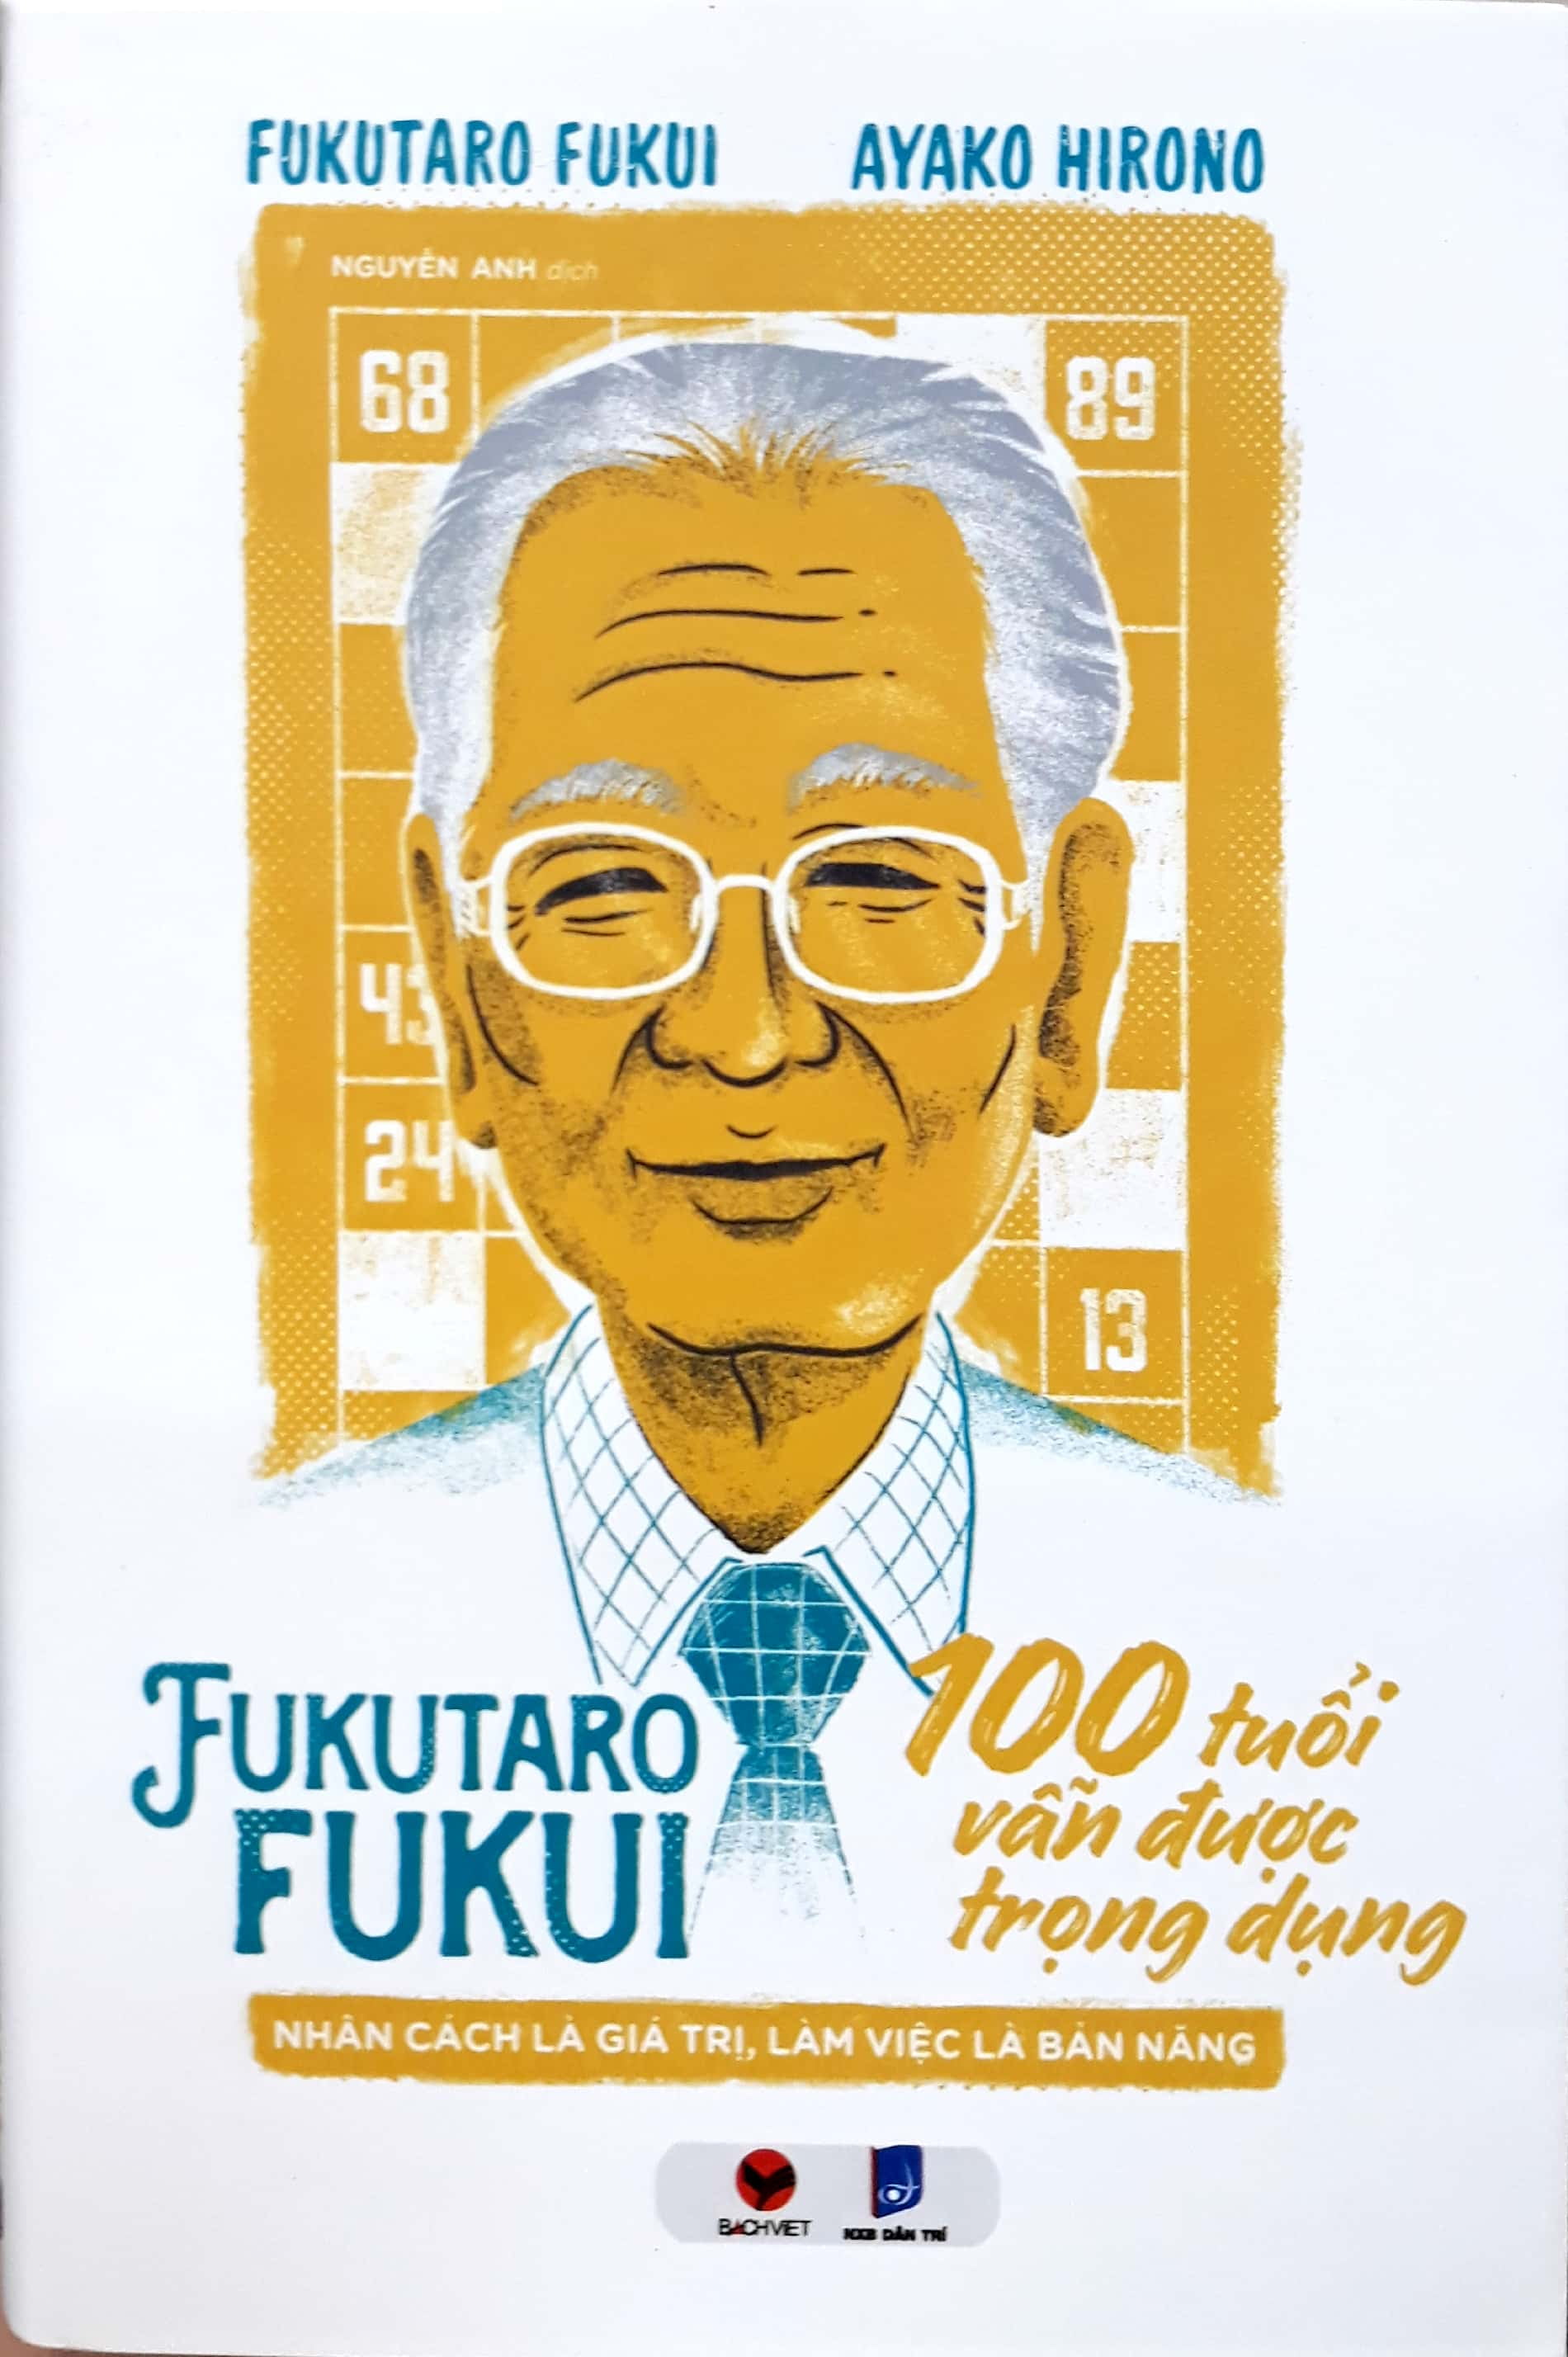 FUKUTARO FUKUI AYAKO HIRONO
NGUYÊN ANH dịch
68 89
43
24
13
FUKUTARO
FUKUI
100 tuổi
vẫn được
trọng dụng
NHÂN CÁCH LÀ GIÁ TRỊ, LÀM VIỆC LÀ BẢN NĂNG
BACHVIET NXB DÂN TRÍ